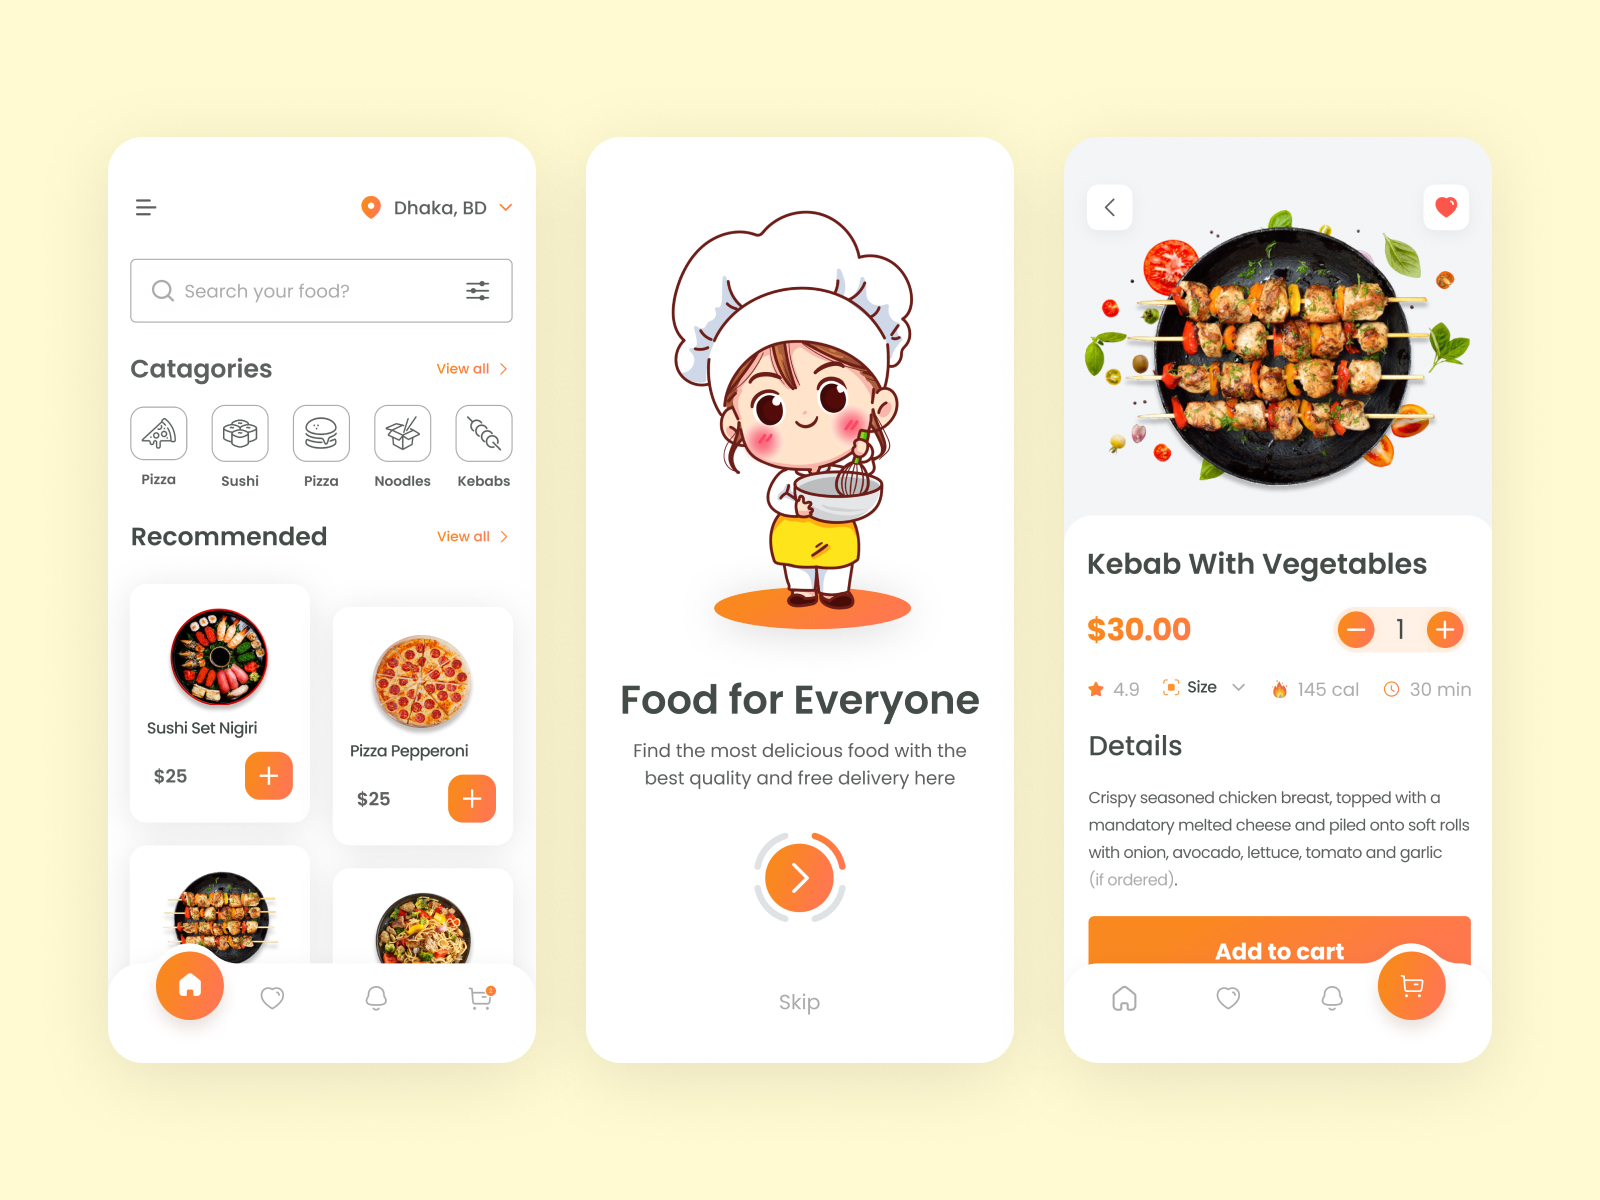 Dhaka, BD
Search your food?
Catagories
View all
Pizza
Sushi
Pizza
Noodles
Kebabs
Recommended
View all
Sushi Set Nigiri
$25
Pizza Pepperoni
$25
Food for Everyone
Find the most delicious food with the
best quality and free delivery here
Skip
Kebab With Vegetables
$30.00
1
4.9
Size
145 cal
30 min
Details
Crispy seasoned chicken breast, topped with a
mandatory melted cheese and piled onto soft rolls
with onion, avocado, lettuce, tomato and garlic
(if ordered).
Add to cart